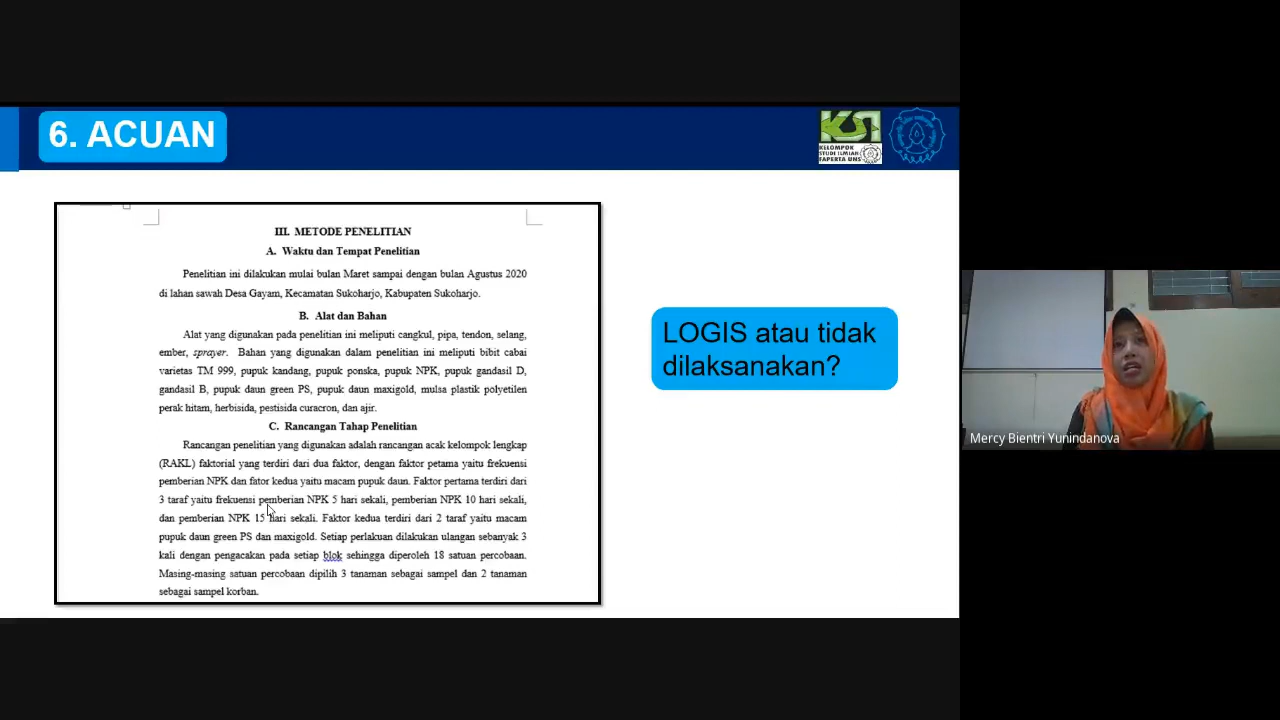 6. ACUAN
KSI
KELOMPOK
STUDI ILMIAH
FAPERTA UNS
III. METODE PENELITIAN
A. Waktu dan Tempat Penelitian
Penelitian ini dilakukan mulai bulan Maret sampai dengan bulan Agustus 2020
di lahan sawah Desa Gayam, Kecamatan Sukoharjo, Kabupaten Sukoharjo.
B. Alat dan Bahan
Alat yang digunakan pada penelitian ini meliputi cangkul, pipa, tendon, selang,
ember, sprayer. Bahan yang digunakan dalam penelitian ini meliputi bibit cabai
varietas TM 999, pupuk kandang, pupuk ponska, pupuk NPK, pupuk gandasil D,
gandasil B, pupuk daun green PS, pupuk daun maxigold, mulsa plastik polyetilen
perak hitam, herbisida, pestisida curacron, dan ajir.
C. Rancangan Tahap Penelitian
Rancangan penelitian yang digunakan adalah rancangan acak kelompok lengkap
(RAKL) faktorial yang terdiri dari dua faktor, dengan faktor petama yaitu frekuensi
pemberian NPK dan fator kedua yaitu macam pupuk daun. Faktor pertama terdiri dari
3 taraf yaitu frekuensi pemberian NPK 5 hari sekali, pemberian NPK 10 hari sekali,
dan pemberian NPK 15 hari sekali. Faktor kedua terdiri dari 2 taraf yaitu macam
pupuk daun green PS dan maxigold. Setiap perlakuan dilakukan ulangan sebanyak 3
kali dengan pengacakan pada setiap blok sehingga diperoleh 18 satuan percobaan.
Masing-masing satuan percobaan dipilih 3 tanaman sebagai sampel dan 2 tanaman
sebagai sampel korban.
LOGIS atau tidak
dilaksanakan?
Mercy Bientri Yunindanova